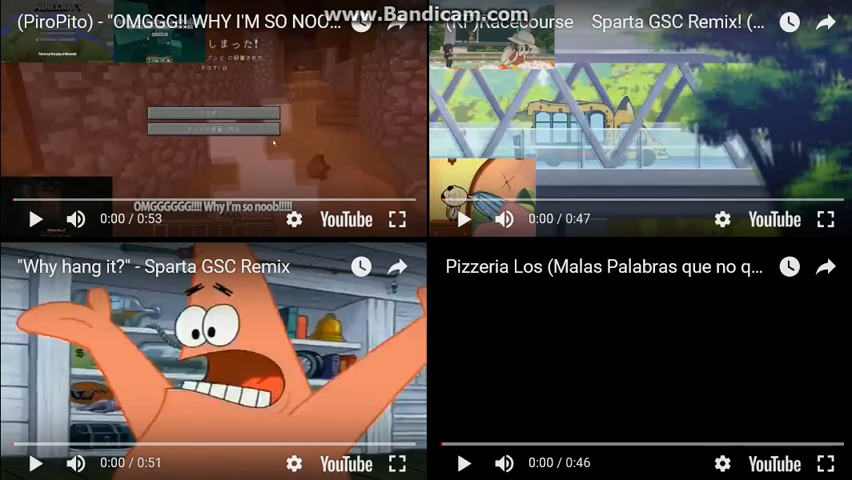 www.Bandicam.com
(PiroPito) - "OMGGG!! WHY I'M SO NOO...
Racecourse Sparta GSC Remix! (...
MINECRAFT
しまった!
OMGGGGGG!!!! Why I'm so noob!!!!!
0:00 / 0:53
YouTube
0:00 / 0:47
YouTube
"Why hang it?" - Sparta GSC Remix
Pizzeria Los (Malas Palabras que no q...
$
0:00 / 0:51
YouTube
0:00 / 0:46
YouTube